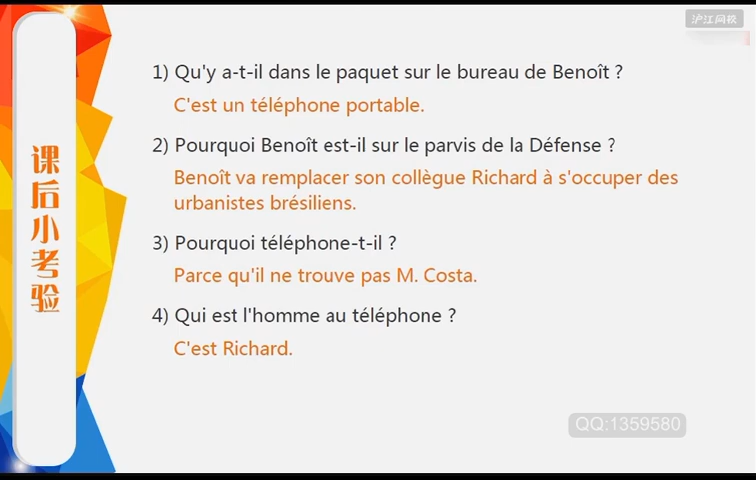 沪江网校
课后小考验
1) Qu'y a-t-il dans le paquet sur le bureau de Benoît ?
C'est un téléphone portable.
2) Pourquoi Benoît est-il sur le parvis de la Défense ?
Benoît va remplacer son collègue Richard à s'occuper des
urbanistes brésiliens.
3) Pourquoi téléphone-t-il ?
Parce qu'il ne trouve pas M. Costa.
4) Qui est l'homme au téléphone ?
C'est Richard.
QQ:1359580